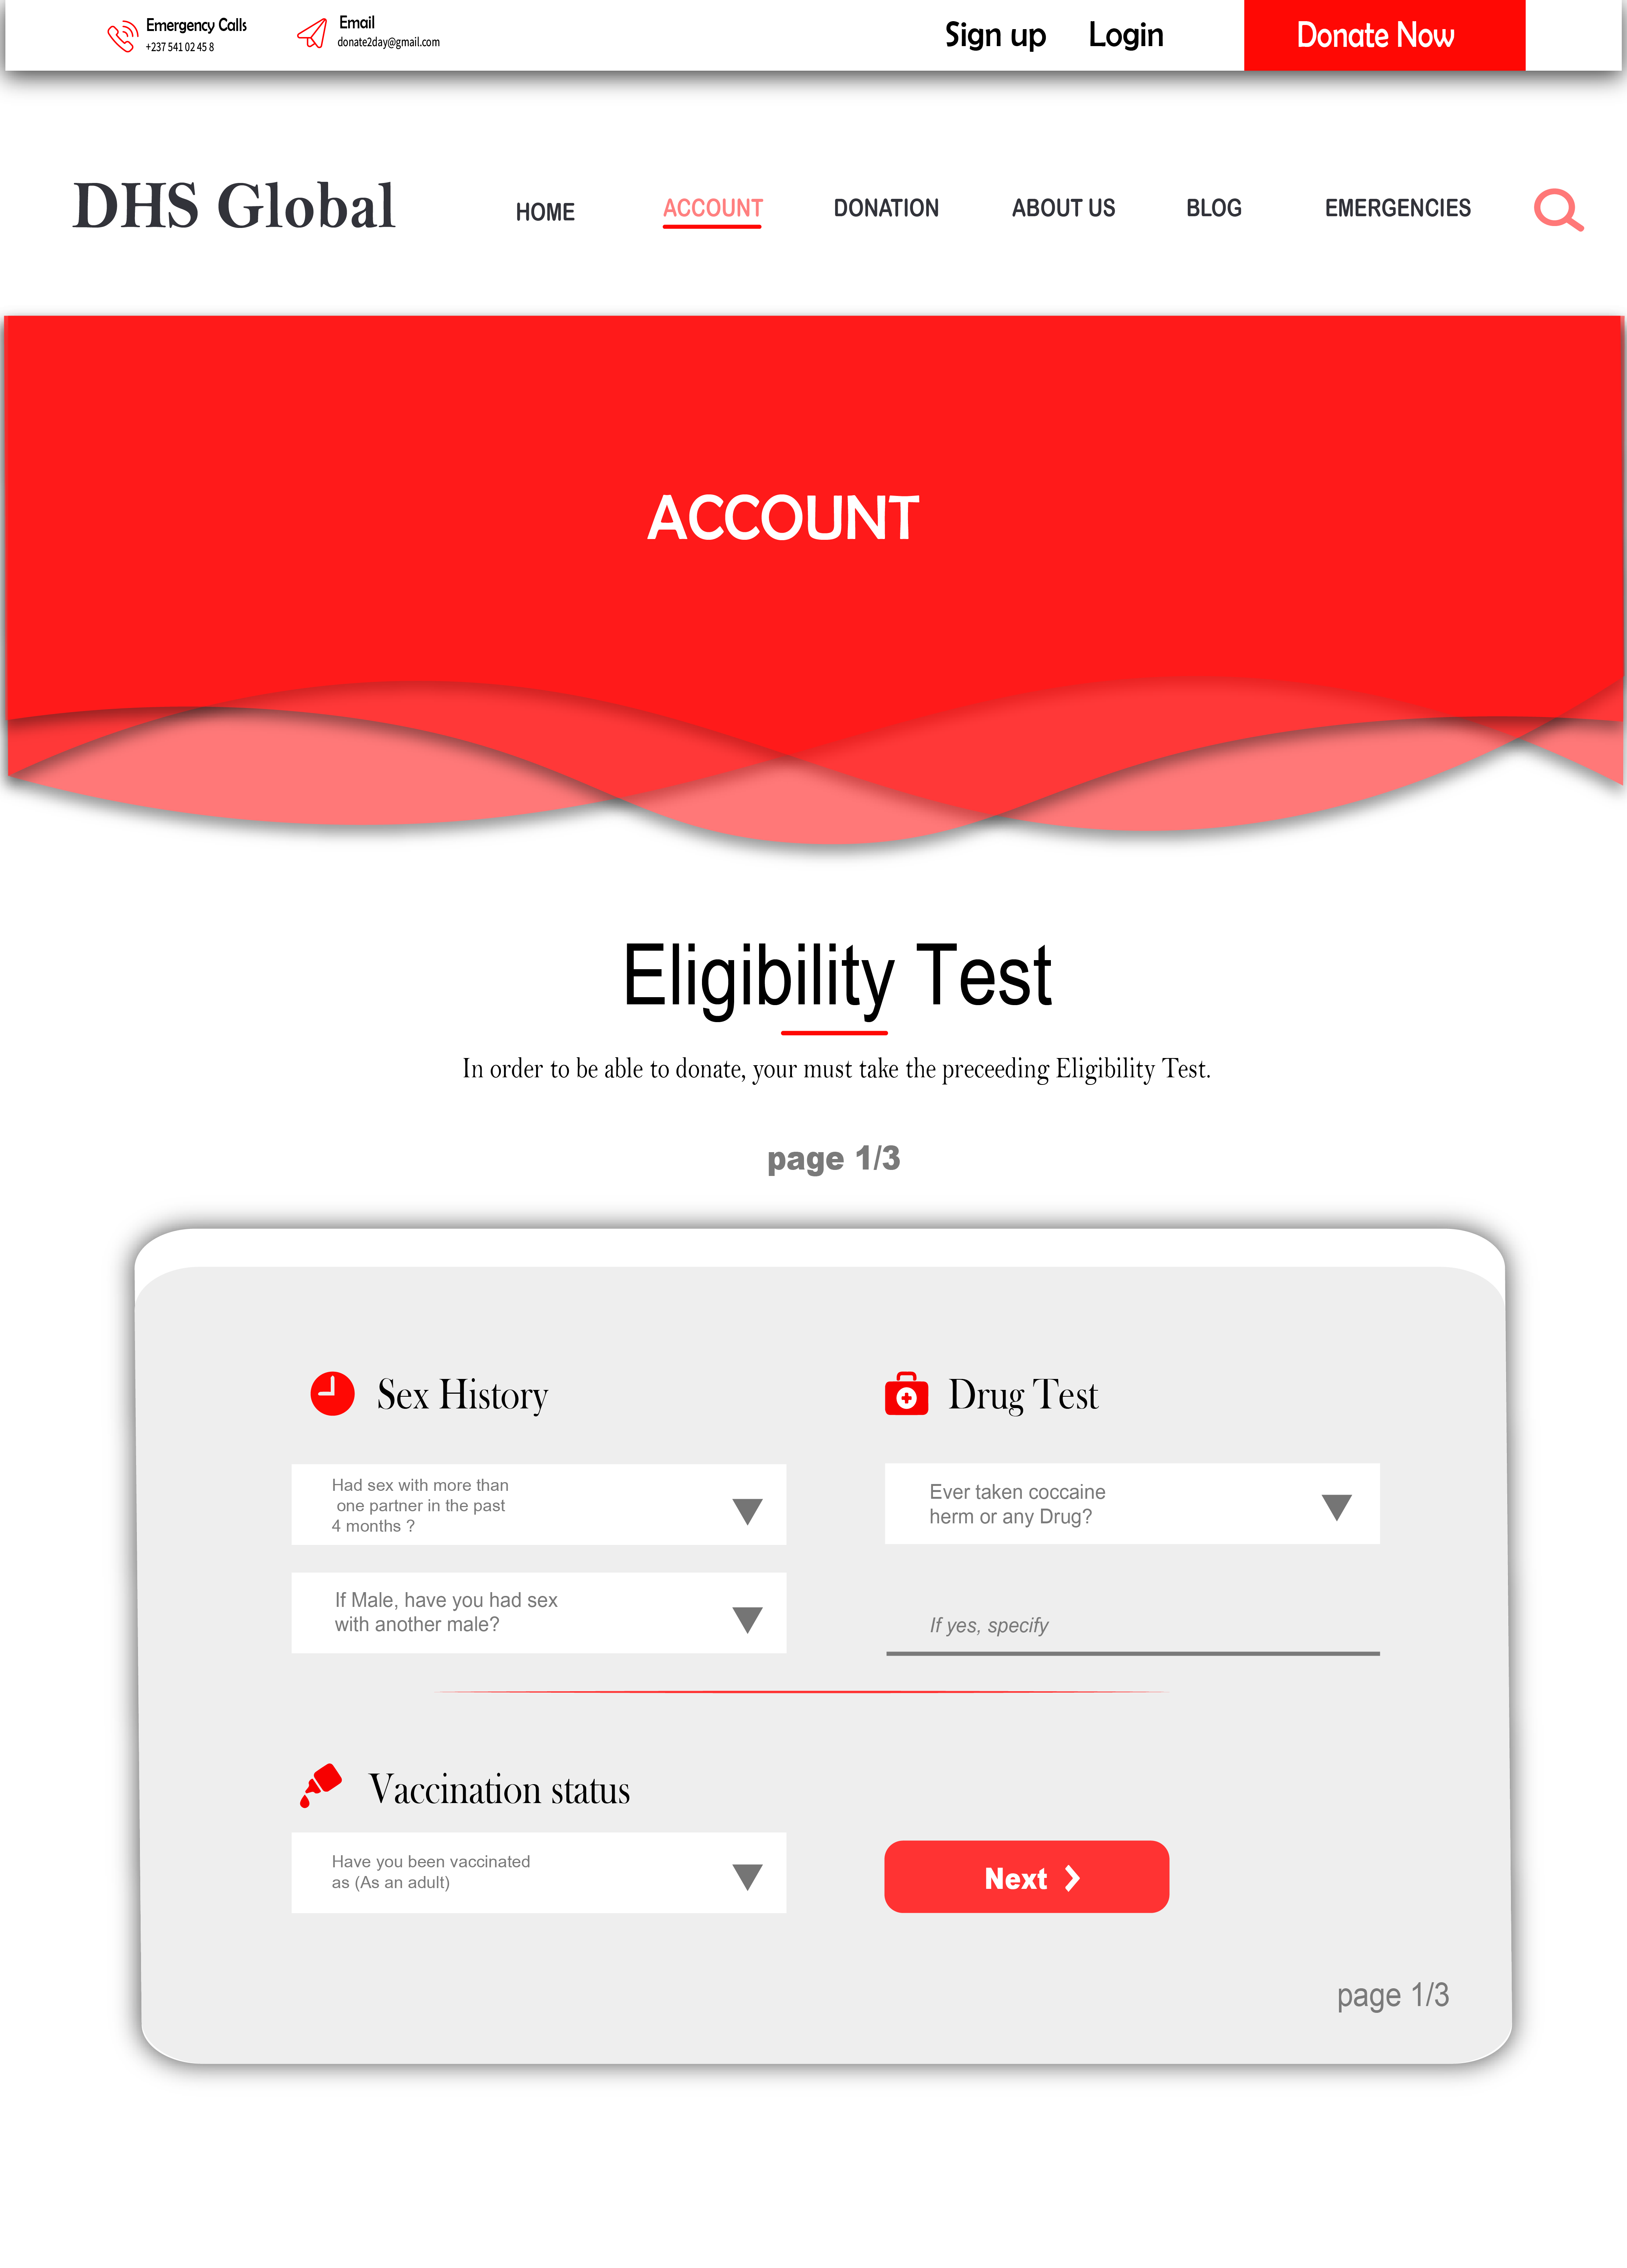 Emergency Calls
+237 541 02 45 8
Email
donate2day@gmail.com
Sign up
Login
Donate Now
DHS Global
HOME
ACCOUNT
DONATION
ABOUT US
BLOG
EMERGENCIES
ACCOUNT
Eligibility Test
In order to be able to donate, your must take the preceeding Eligibility Test.
page 1/3
Sex History
Had sex with more than
one partner in the past
4 months ?
If Male, have you had sex
with another male?
Drug Test
Ever taken coccaine
herm or any Drug?
If yes, specify
Vaccination status
Have you been vaccinated
as (As an adult)
Next
page 1/3